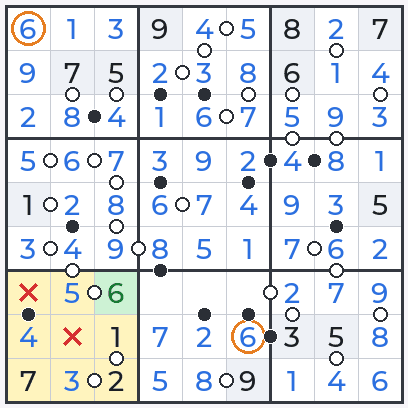 6 1 3 9 4 5 8 2 7
9 7 5 2 3 8 6 1 4
2 8 4 1 6 7 5 9 3
5 6 7 3 9 2 4 8 1
1 2 8 6 7 4 9 3 5
3 4 9 8 5 1 7 6 2
5 6 2 7 9
4 1 7 2 6 3 5 8
7 3 2 5 8 9 1 4 6